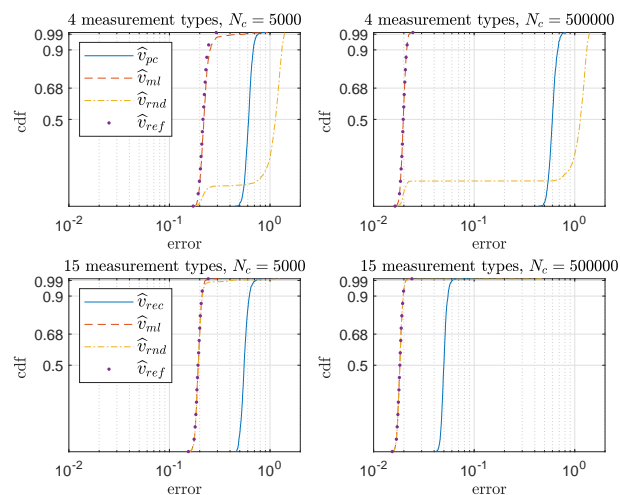 4 measurement types, N_c = 5000
0.99
0.9
0.68
0.5
cdf
v̂_pc
v̂_ml
v̂_rnd
v̂_ref
10^-2
10^-1
10^0
error
4 measurement types, N_c = 500000
0.99
0.9
0.68
0.5
cdf
10^-2
10^-1
10^0
error
15 measurement types, N_c = 5000
0.99
0.9
0.68
0.5
cdf
v̂_rec
v̂_ml
v̂_rnd
v̂_ref
10^-2
10^-1
10^0
error
15 measurement types, N_c = 500000
0.99
0.9
0.68
0.5
cdf
10^-2
10^-1
10^0
error